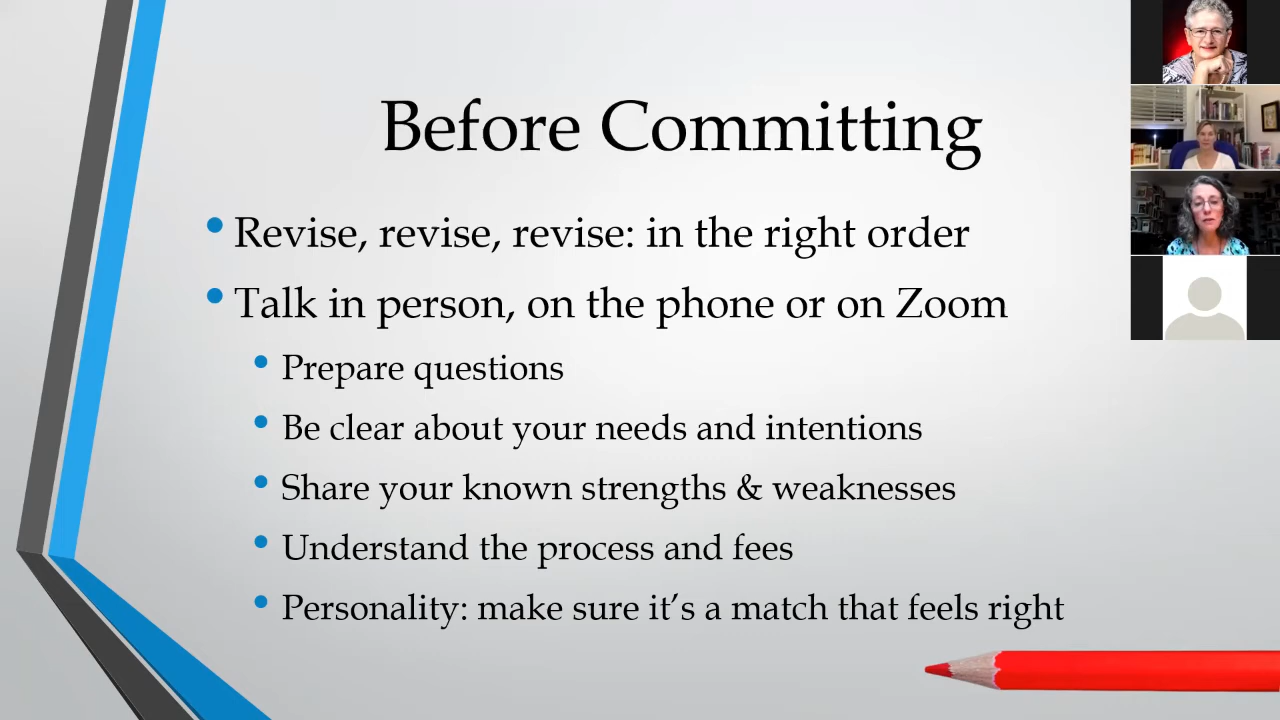 Before Committing
Revise, revise, revise: in the right order
Talk in person, on the phone or on Zoom
Prepare questions
Be clear about your needs and intentions
Share your known strengths & weaknesses
Understand the process and fees
Personality: make sure it’s a match that feels right